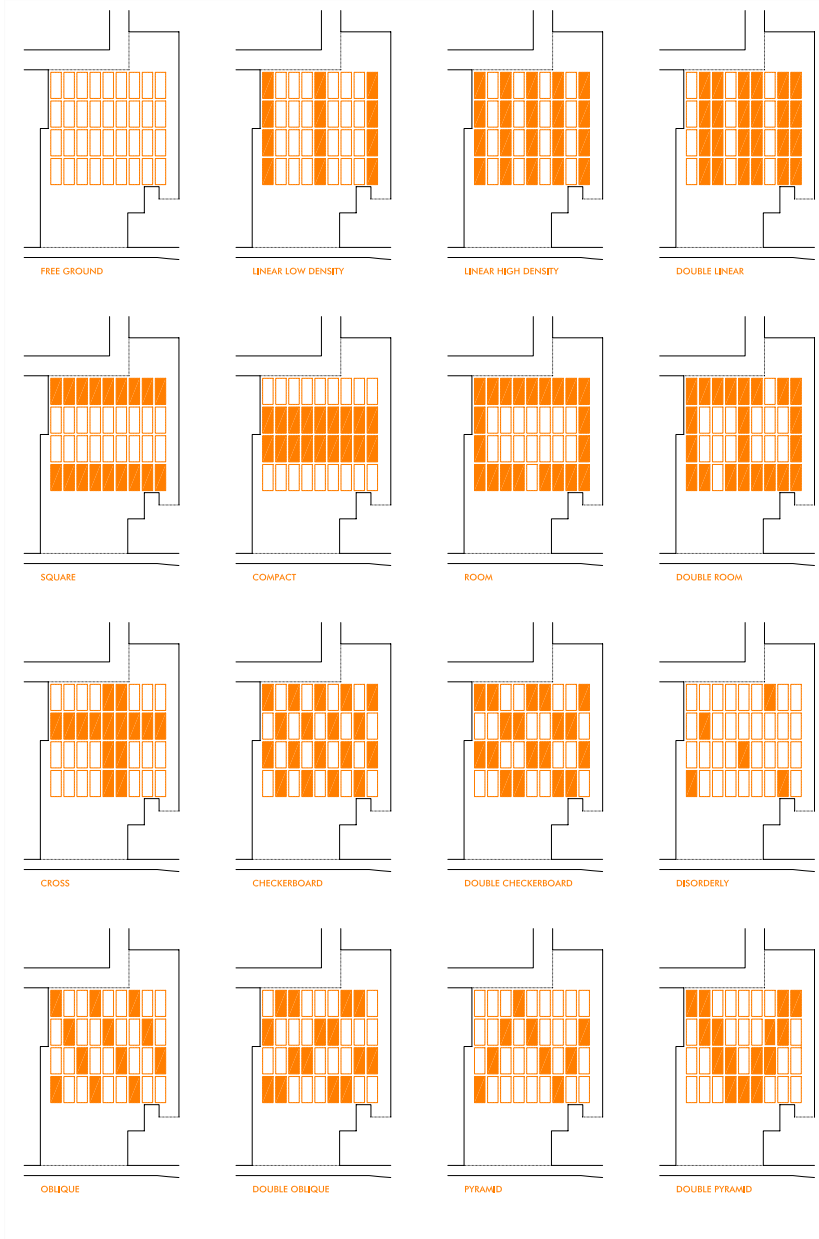 FREE GROUND
LINEAR LOW DENSITY
LINEAR HIGH DENSITY
DOUBLE LINEAR
SQUARE
COMPACT
ROOM
DOUBLE ROOM
CROSS
CHECKERBOARD
DOUBLE CHECKERBOARD
DISORDERLY
OBLIQUE
DOUBLE OBLIQUE
PYRAMID
DOUBLE PYRAMID